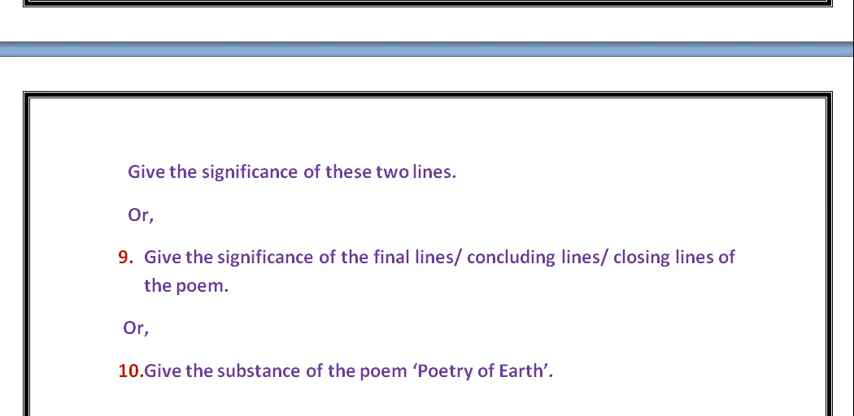 Give the significance of these two lines.
Or,
9. Give the significance of the final lines/ concluding lines/ closing lines of
the poem.
Or,
10.Give the substance of the poem ‘Poetry of Earth’.